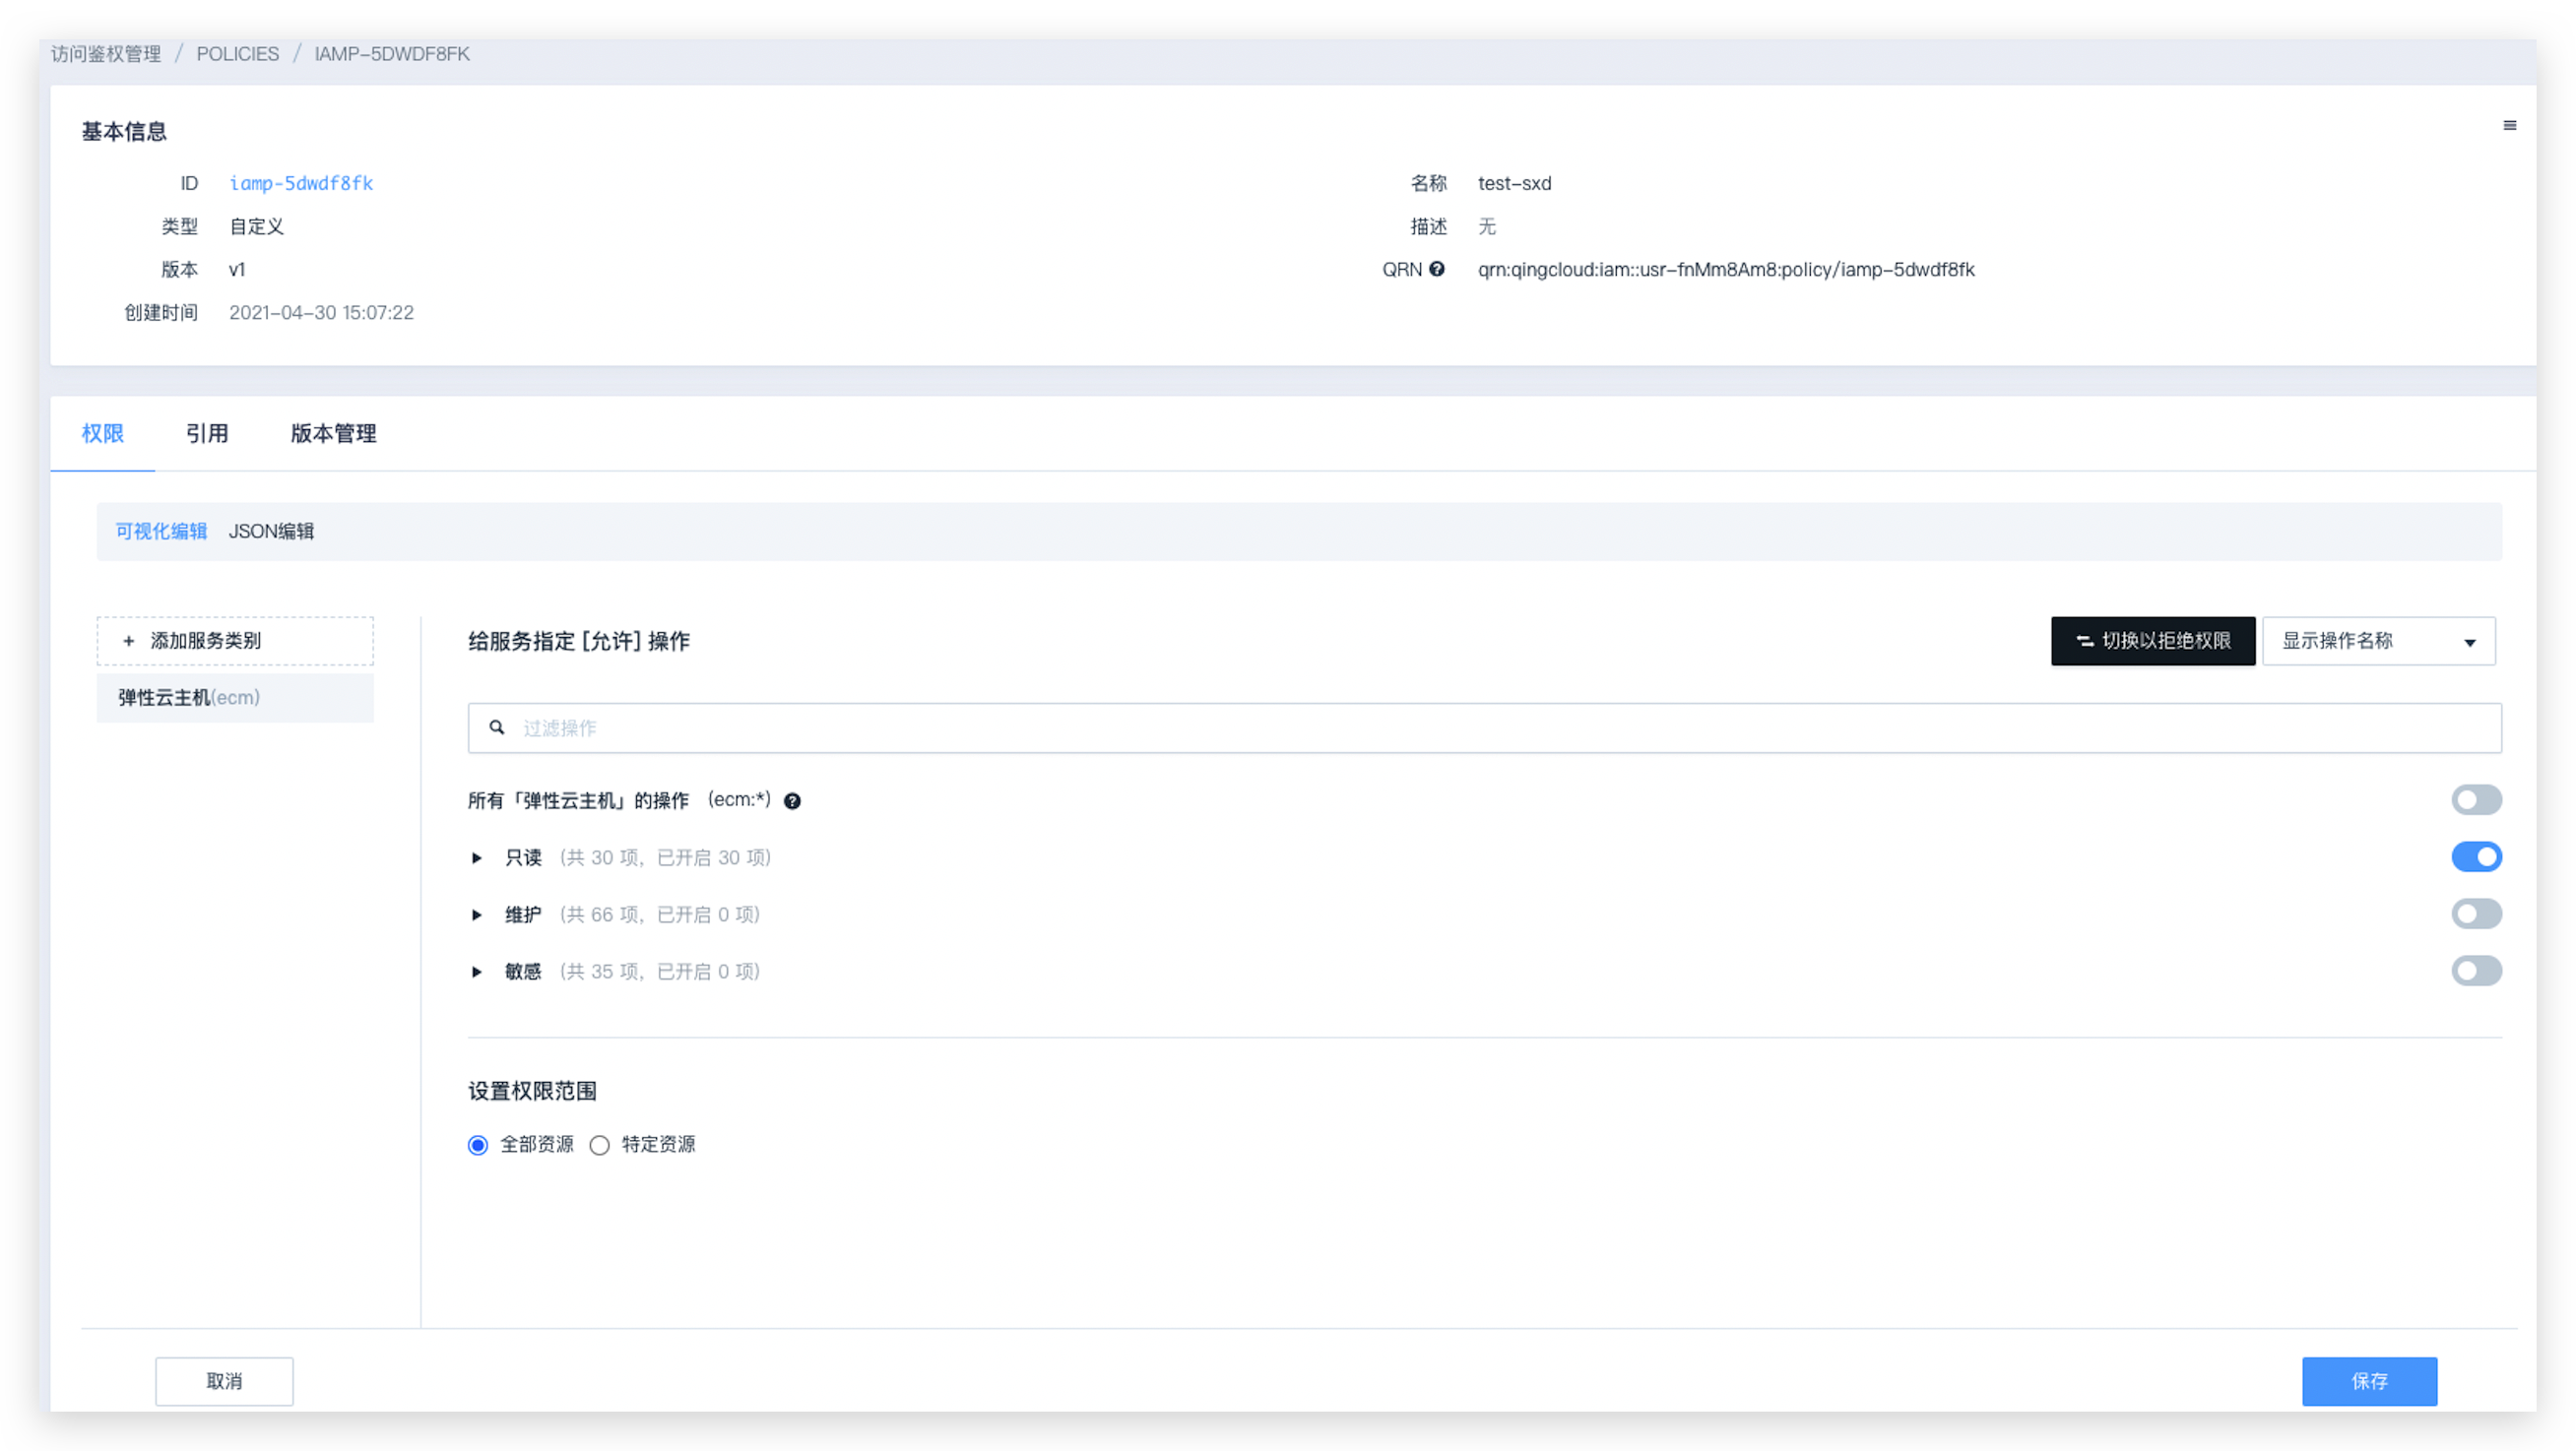 访问鉴权管理 / POLICIES / IAMP-5DWDF8FK
基本信息
ID iamp-5dwdf8fk
名称 test-sxd
类型 自定义
描述 无
版本 v1
QRN qrn:qingcloud:iam::usr-fnMm8Am8:policy/iamp-5dwdf8fk
创建时间 2021-04-30 15:07:22
权限 引用 版本管理
可视化编辑 JSON编辑
+ 添加服务类别
弹性云主机(ecm)
给服务指定 [允许] 操作
切换以拒绝权限 显示操作名称
过滤操作
所有「弹性云主机」的操作 (ecm:*)
只读 (共 30 项, 已开启 30 项)
维护 (共 66 项, 已开启 0 项)
敏感 (共 35 项, 已开启 0 项)
设置权限范围
全部资源 特定资源
取消 保存